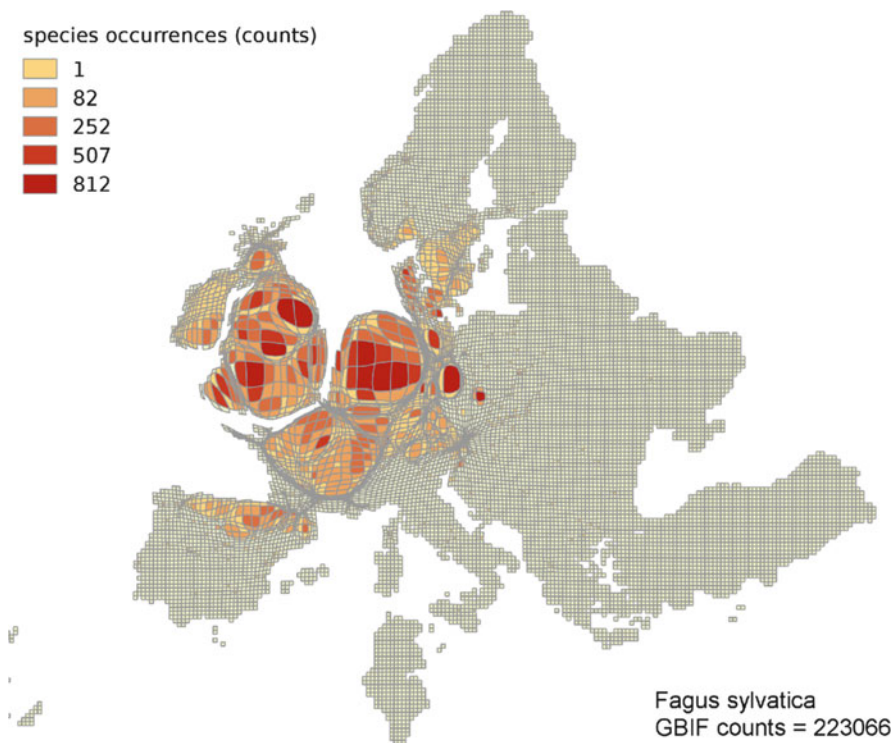 species occurrences (counts)
1
82
252
507
812
Fagus sylvatica
GBIF counts = 223066